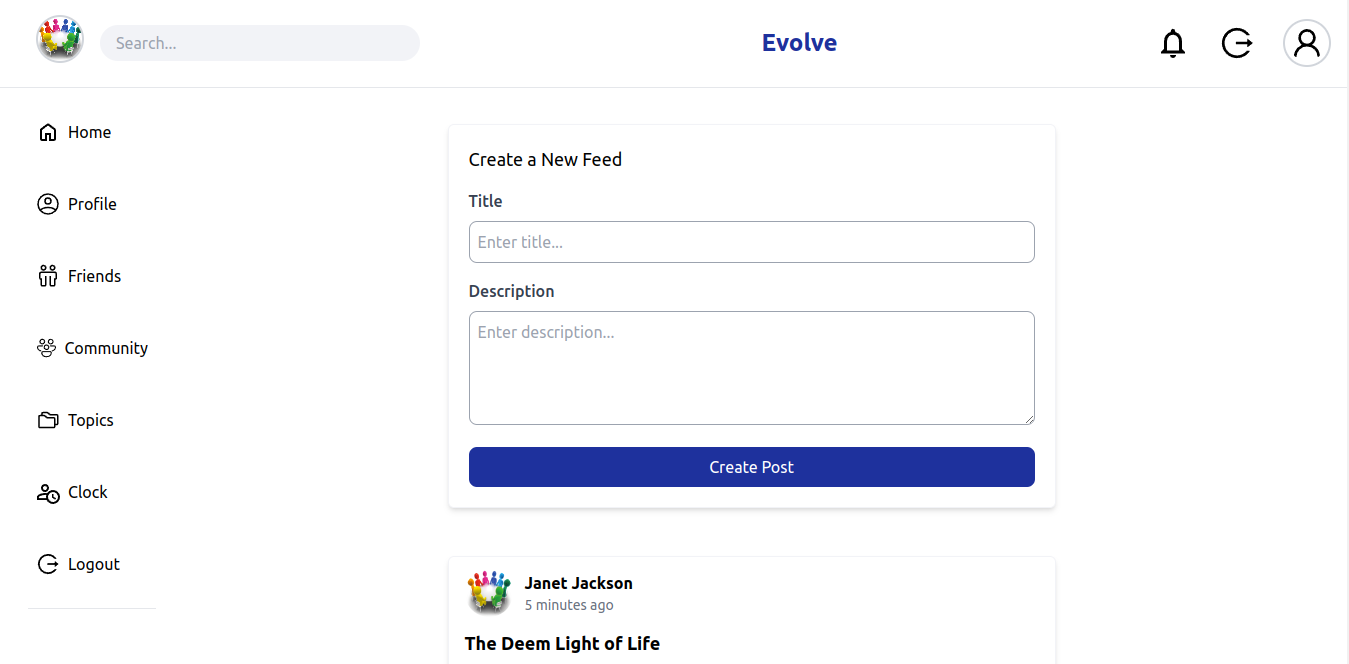 Search...
Evolve
Home
Profile
Friends
Community
Topics
Clock
Logout
Create a New Feed
Title
Enter title...
Description
Enter description...
Create Post
Janet Jackson
5 minutes ago
The Deem Light of Life